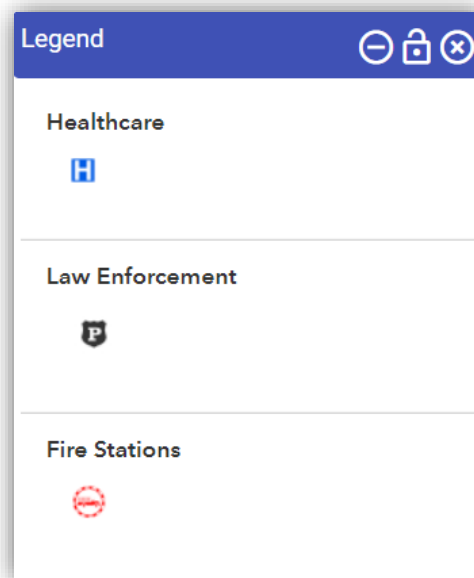 Legend
Healthcare
H
Law Enforcement
P
Fire Stations